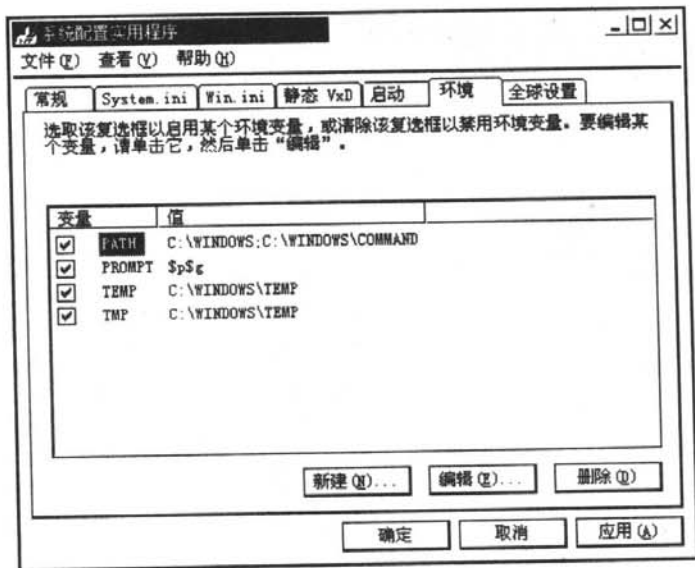 系统配置实用程序
文件(F) 查看(V) 帮助(H)
常规 System.ini Win.ini 静态 VxD 启动 环境 全球设置
选取该复选框以启用某个环境变量，或清除该复选框以禁用环境变量。要编辑某
个变量，请单击它，然后单击“编辑”。
变量 值
PATH C:\WINDOWS;C:\WINDOWS\COMMAND
PROMPT $p$g
TEMP C:\WINDOWS\TEMP
TMP C:\WINDOWS\TEMP
新建(N)... 编辑(E)... 删除(D)
确定 取消 应用(A)